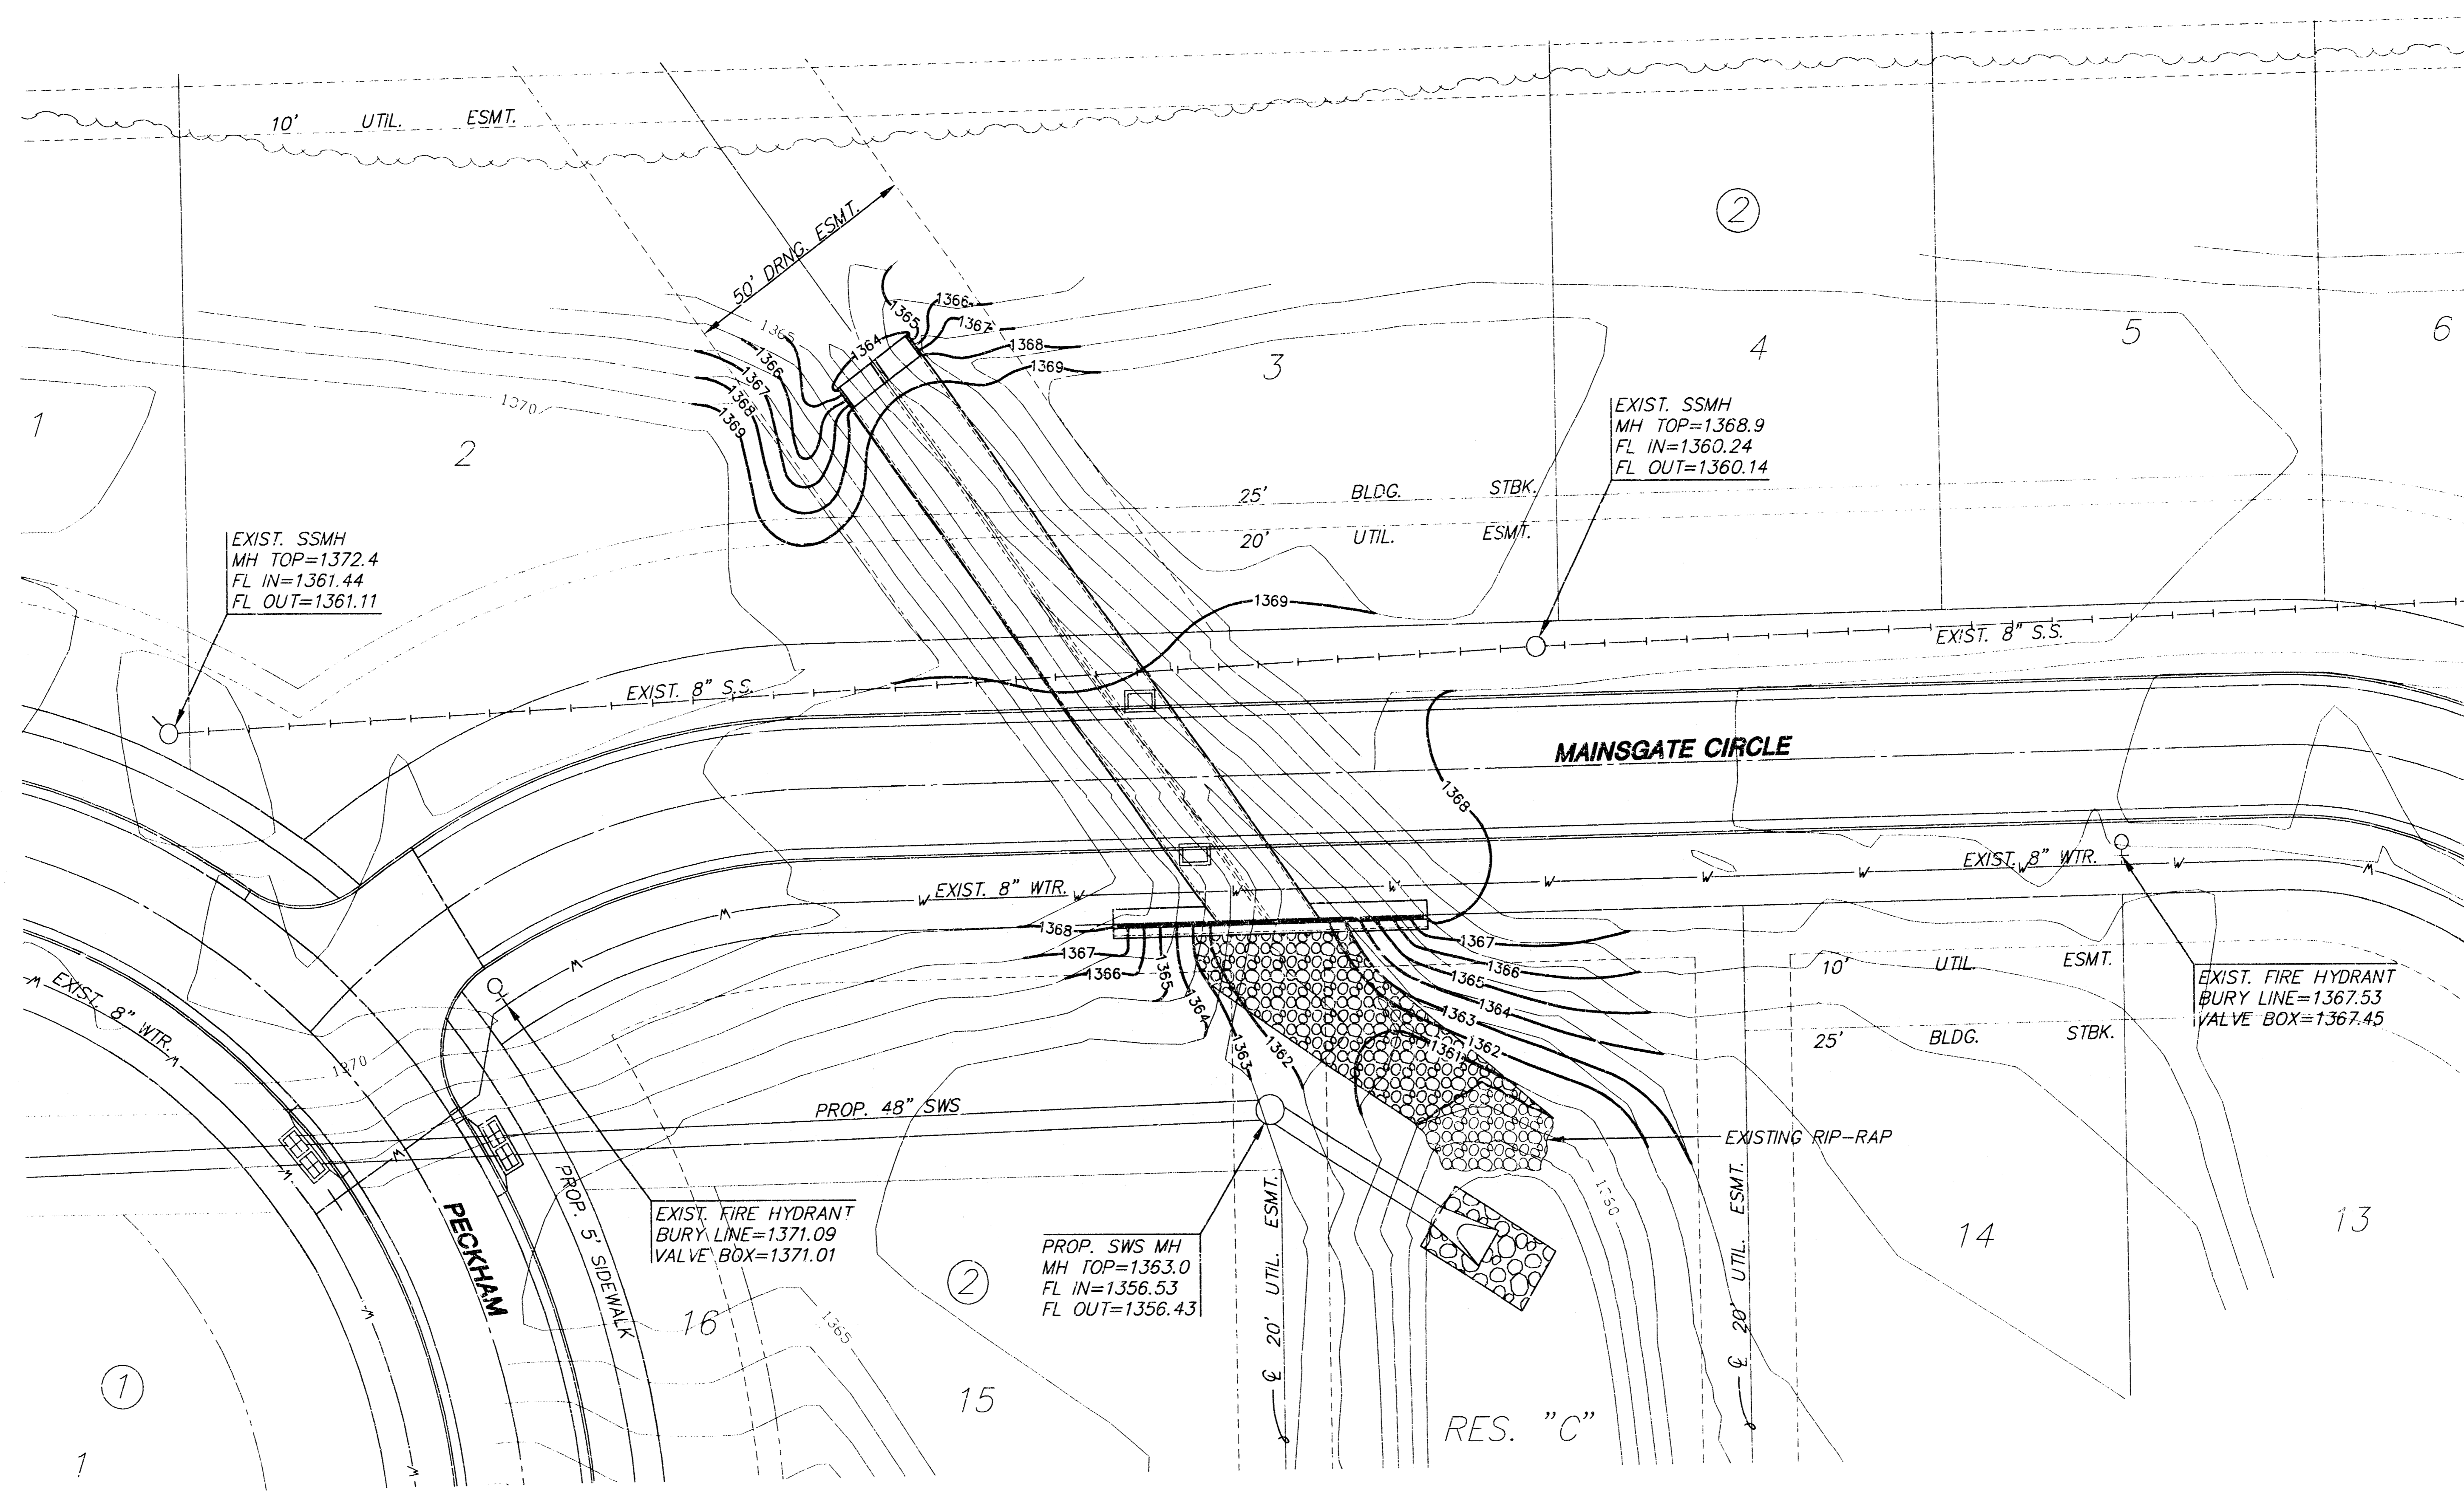 10' UTIL. ESMT.
2
50' DRNG. ESMT.
1366
1365
1367
1365
1364
1368
1366
1369
1367
1368
1369
1370
1
2
3
4
5
6
EXIST. SSMH
MH TOP=1368.9
FL IN=1360.24
FL OUT=1360.14
25' BLDG. STBK.
20' UTIL. ESMT.
EXIST. SSMH
MH TOP=1372.4
FL IN=1361.44
FL OUT=1361.11
1369
EXIST. 8" S.S.
EXIST. 8" S.S.
MAINSGATE CIRCLE
1368
EXIST. 8" WTR.
W W W W W W
EXIST. 8" WTR.
W W W W W W
1368
1367
1366
1365
1364
1363
1362
1367
1366
1365
1364
1363
1362
1361
10' UTIL. ESMT.
25' BLDG. STBK.
EXIST. FIRE HYDRANT
BURY LINE=1367.53
VALVE BOX=1367.45
EXIST. 8" WTR.
1370
PROP. 48" SWS
EXISTING RIP-RAP
PECKHAM
PROP. 5' SIDEWALK
EXIST. FIRE HYDRANT
BURY LINE=1371.09
VALVE BOX=1371.01
PROP. SWS MH
MH TOP=1363.0
FL IN=1356.53
FL OUT=1356.43
℄ 20' UTIL. ESMT.
℄ 20' UTIL. ESMT.
14
13
2
16
1365
15
RES. "C"
1
1